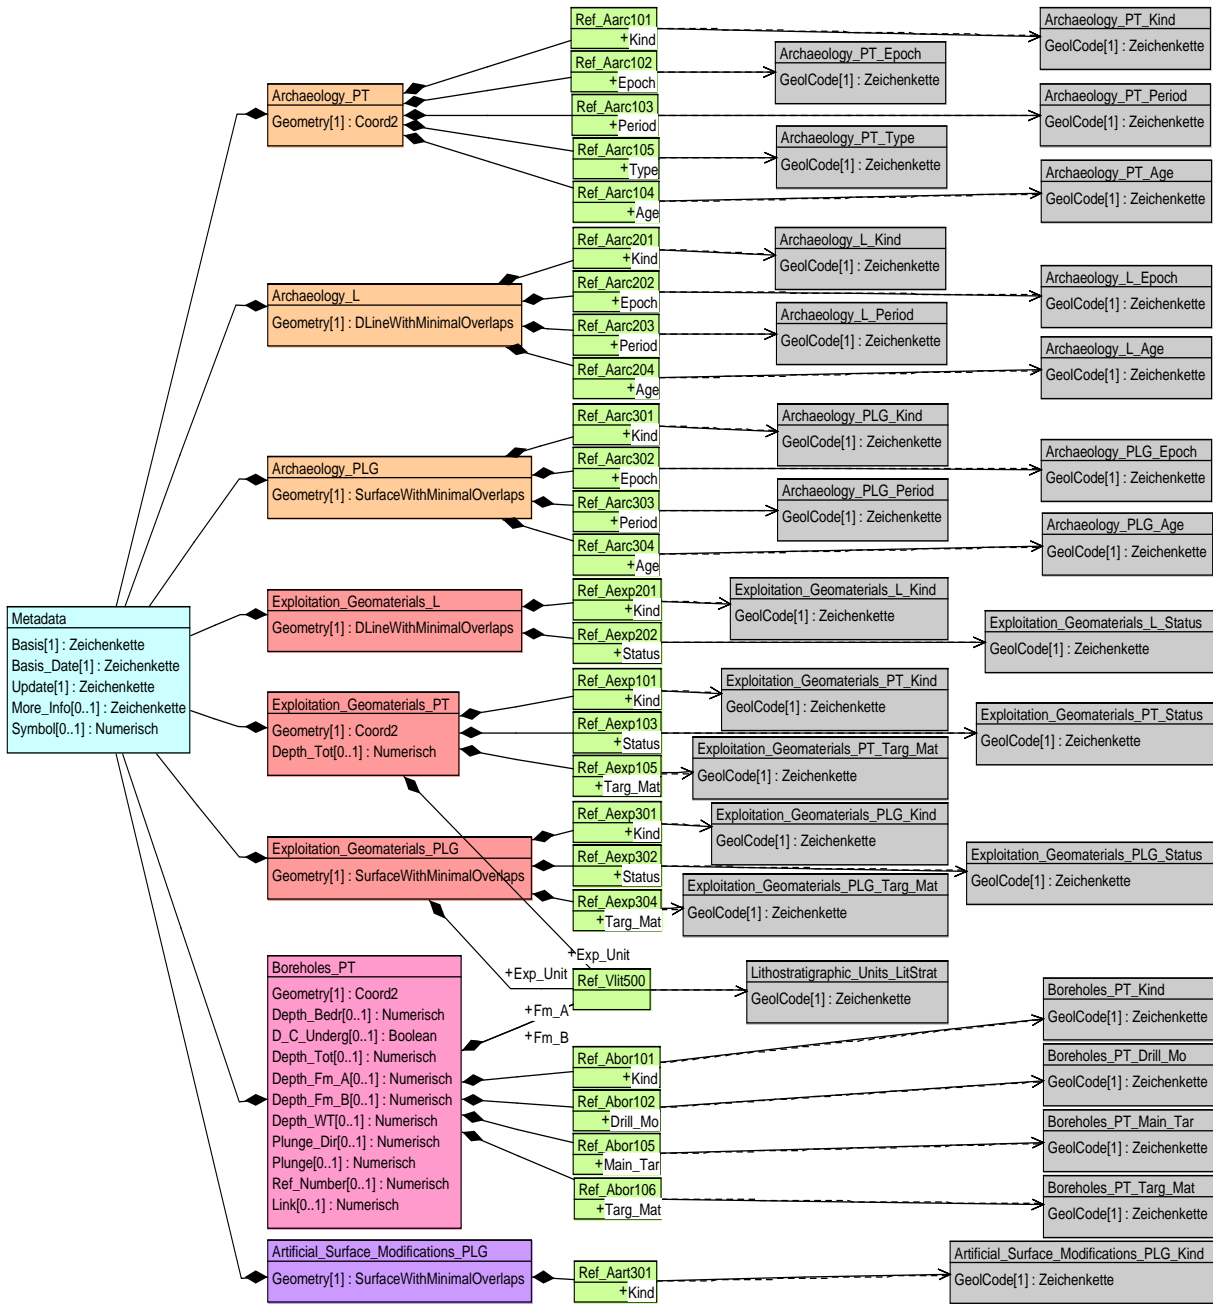 Metadata
Basis[1] : Zeichenkette
Basis_Date[1] : Zeichenkette
Update[1] : Zeichenkette
More_Info[0..1] : Zeichenkette
Symbol[0..1] : Numerisch
Archaeology_PT
Geometry[1] : Coord2
Archaeology_L
Geometry[1] : DLineWithMinimalOverlaps
Archaeology_PLG
Geometry[1] : SurfaceWithMinimalOverlaps
Exploitation_Geomaterials_L
Geometry[1] : DLineWithMinimalOverlaps
Exploitation_Geomaterials_PT
Geometry[1] : Coord2
Depth_Tot[0..1] : Numerisch
Exploitation_Geomaterials_PLG
Geometry[1] : SurfaceWithMinimalOverlaps
Boreholes_PT
Geometry[1] : Coord2
Depth_Bedr[0..1] : Numerisch
D_C_Underg[0..1] : Boolean
Depth_Tot[0..1] : Numerisch
Depth_Fm_A[0..1] : Numerisch
Depth_Fm_B[0..1] : Numerisch
Depth_WT[0..1] : Numerisch
Plunge_Dir[0..1] : Numerisch
Plunge[0..1] : Numerisch
Ref_Number[0..1] : Numerisch
Link[0..1] : Numerisch
Artificial_Surface_Modifications_PLG
Geometry[1] : SurfaceWithMinimalOverlaps
Ref_Aarc101
+Kind
Ref_Aarc102
+Epoch
Ref_Aarc103
+Period
Ref_Aarc105
+Type
Ref_Aarc104
+Age
Ref_Aarc201
+Kind
Ref_Aarc202
+Epoch
Ref_Aarc203
+Period
Ref_Aarc204
+Age
Ref_Aarc301
+Kind
Ref_Aarc302
+Epoch
Ref_Aarc303
+Period
Ref_Aarc304
+Age
Ref_Aexp201
+Kind
Ref_Aexp202
+Status
Ref_Aexp101
+Kind
Ref_Aexp103
+Status
Ref_Aexp105
+Targ_Mat
Ref_Aexp301
+Kind
Ref_Aexp302
+Status
Ref_Aexp304
+Targ_Mat
+Exp_Unit
+Exp_Unit
Ref_Vlit500
+Fm_A
+Fm_B
Ref_Abor101
+Kind
Ref_Abor102
+Drill_Mo
Ref_Abor105
+Main_Tar
Ref_Abor106
+Targ_Mat
Ref_Aart301
+Kind
Archaeology_PT_Kind
GeolCode[1] : Zeichenkette
Archaeology_PT_Epoch
GeolCode[1] : Zeichenkette
Archaeology_PT_Period
GeolCode[1] : Zeichenkette
Archaeology_PT_Type
GeolCode[1] : Zeichenkette
Archaeology_PT_Age
GeolCode[1] : Zeichenkette
Archaeology_L_Kind
GeolCode[1] : Zeichenkette
Archaeology_L_Epoch
GeolCode[1] : Zeichenkette
Archaeology_L_Period
GeolCode[1] : Zeichenkette
Archaeology_L_Age
GeolCode[1] : Zeichenkette
Archaeology_PLG_Kind
GeolCode[1] : Zeichenkette
Archaeology_PLG_Epoch
GeolCode[1] : Zeichenkette
Archaeology_PLG_Period
GeolCode[1] : Zeichenkette
Archaeology_PLG_Age
GeolCode[1] : Zeichenkette
Exploitation_Geomaterials_L_Kind
GeolCode[1] : Zeichenkette
Exploitation_Geomaterials_L_Status
GeolCode[1] : Zeichenkette
Exploitation_Geomaterials_PT_Kind
GeolCode[1] : Zeichenkette
Exploitation_Geomaterials_PT_Status
GeolCode[1] : Zeichenkette
Exploitation_Geomaterials_PT_Targ_Mat
GeolCode[1] : Zeichenkette
Exploitation_Geomaterials_PLG_Kind
GeolCode[1] : Zeichenkette
Exploitation_Geomaterials_PLG_Status
GeolCode[1] : Zeichenkette
Exploitation_Geomaterials_PLG_Targ_Mat
GeolCode[1] : Zeichenkette
Lithostratigraphic_Units_LitStrat
GeolCode[1] : Zeichenkette
Boreholes_PT_Kind
GeolCode[1] : Zeichenkette
Boreholes_PT_Drill_Mo
GeolCode[1] : Zeichenkette
Boreholes_PT_Main_Tar
GeolCode[1] : Zeichenkette
Boreholes_PT_Targ_Mat
GeolCode[1] : Zeichenkette
Artificial_Surface_Modifications_PLG_Kind
GeolCode[1] : Zeichenkette